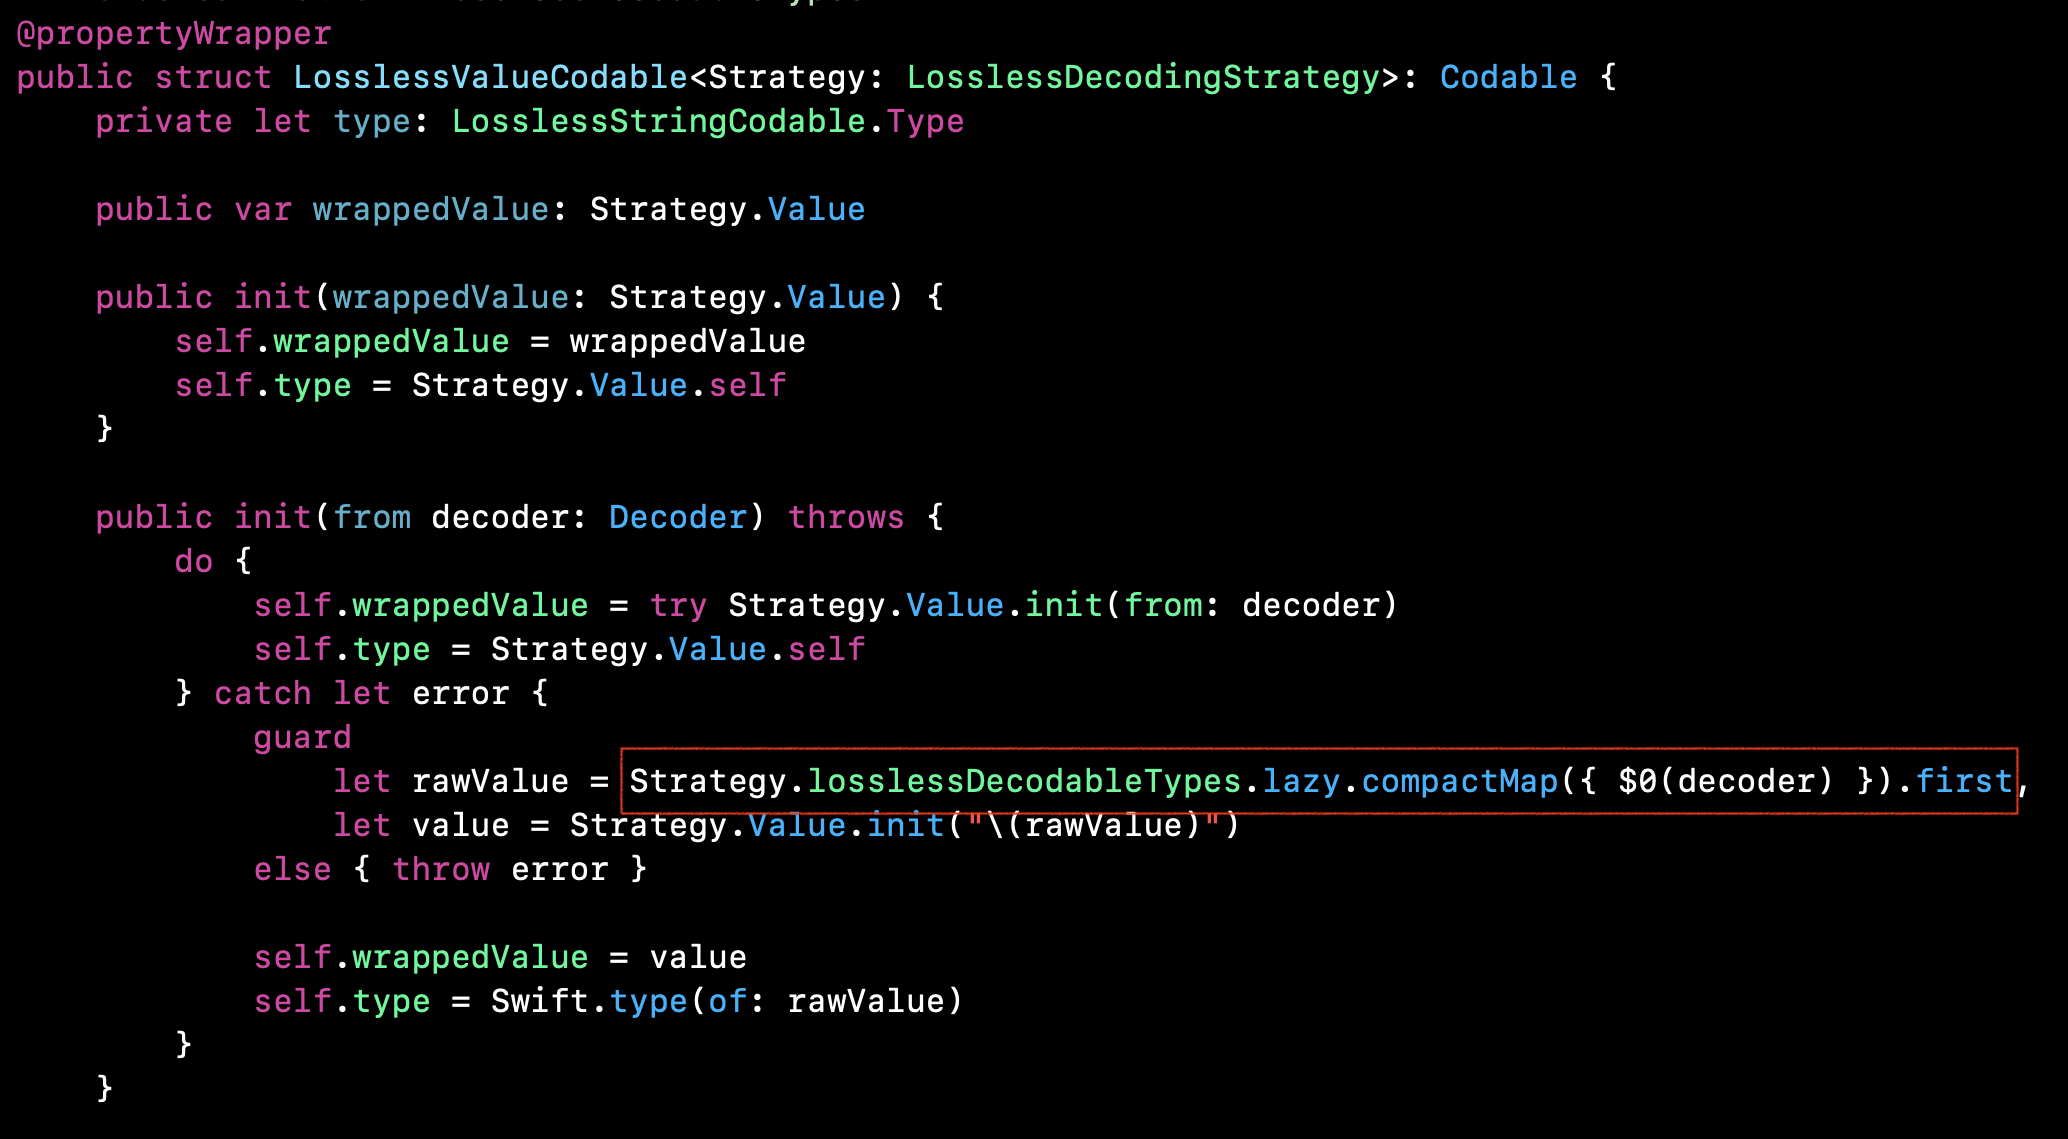 @propertyWrapper
public struct LosslessValueCodable<Strategy: LosslessDecodingStrategy>: Codable {
    private let type: LosslessStringCodable.Type

    public var wrappedValue: Strategy.Value

    public init(wrappedValue: Strategy.Value) {
        self.wrappedValue = wrappedValue
        self.type = Strategy.Value.self
    }

    public init(from decoder: Decoder) throws {
        do {
            self.wrappedValue = try Strategy.Value.init(from: decoder)
            self.type = Strategy.Value.self
        } catch let error {
            guard
                let rawValue = Strategy.losslessDecodableTypes.lazy.compactMap({ $0(decoder) }).first,
                let value = Strategy.Value.init("\(rawValue)")
            else { throw error }

            self.wrappedValue = value
            self.type = Swift.type(of: rawValue)
        }
    }